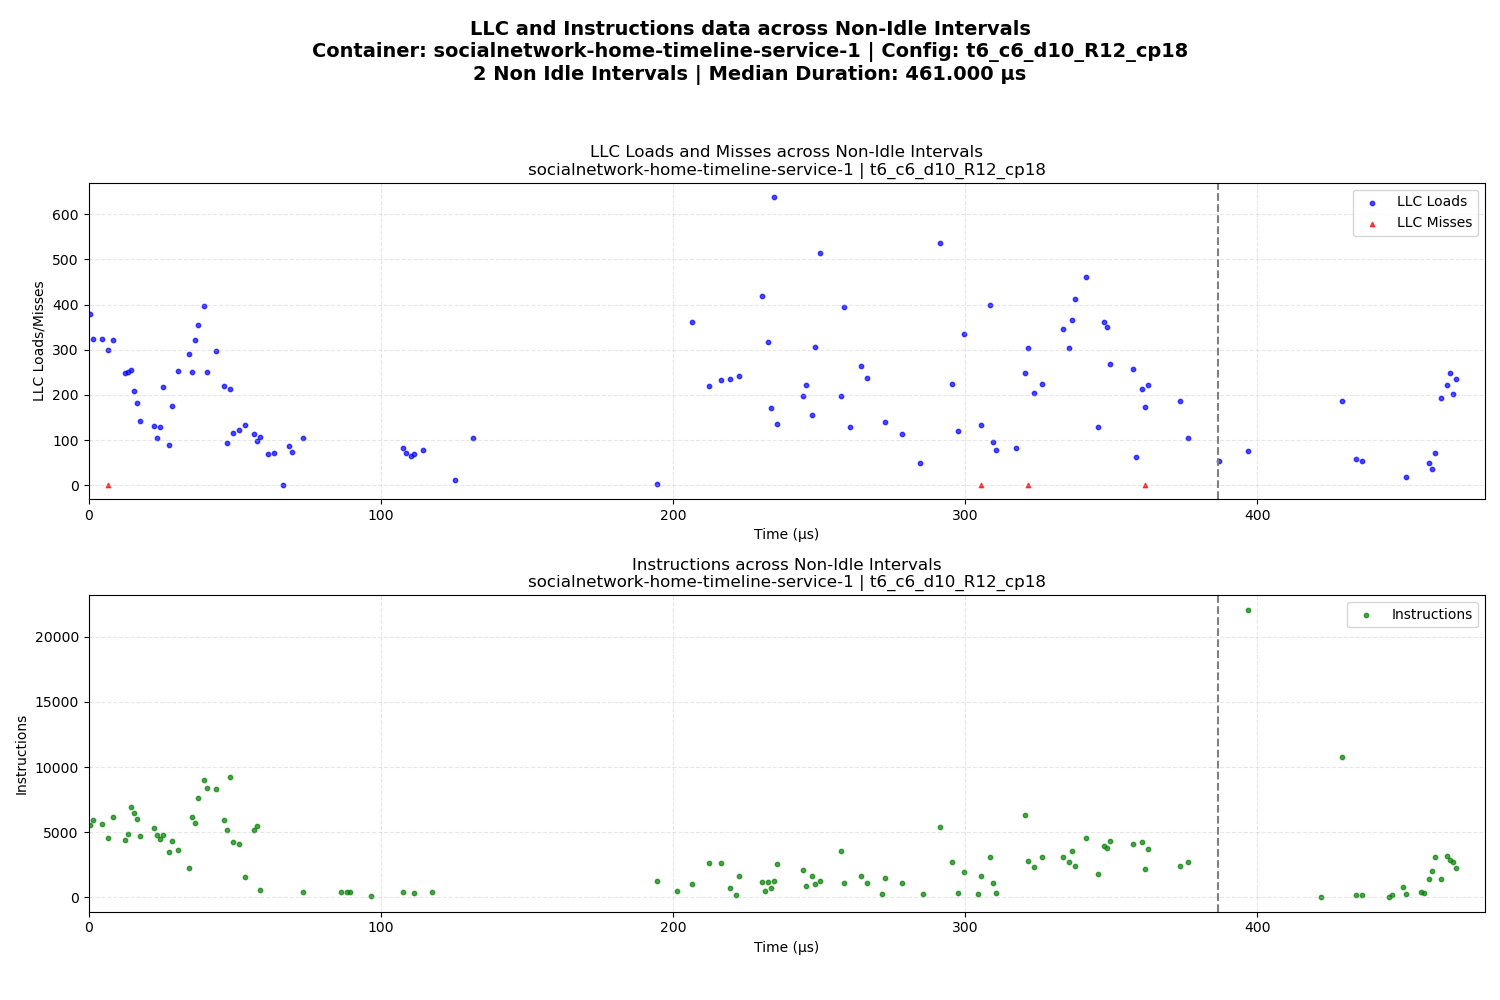 LLC and Instructions data across Non-Idle Intervals
Container: socialnetwork-home-timeline-service-1 | Config: t6_c6_d10_R12_cp18
2 Non Idle Intervals | Median Duration: 461.000 µs
LLC Loads and Misses across Non-Idle Intervals
socialnetwork-home-timeline-service-1 | t6_c6_d10_R12_cp18
LLC Loads/Misses
600
500
400
300
200
100
0
LLC Loads
LLC Misses
0 100 200 300 400
Time (µs)
Instructions across Non-Idle Intervals
socialnetwork-home-timeline-service-1 | t6_c6_d10_R12_cp18
Instructions
20000
15000
10000
5000
0
Instructions
0 100 200 300 400
Time (µs)